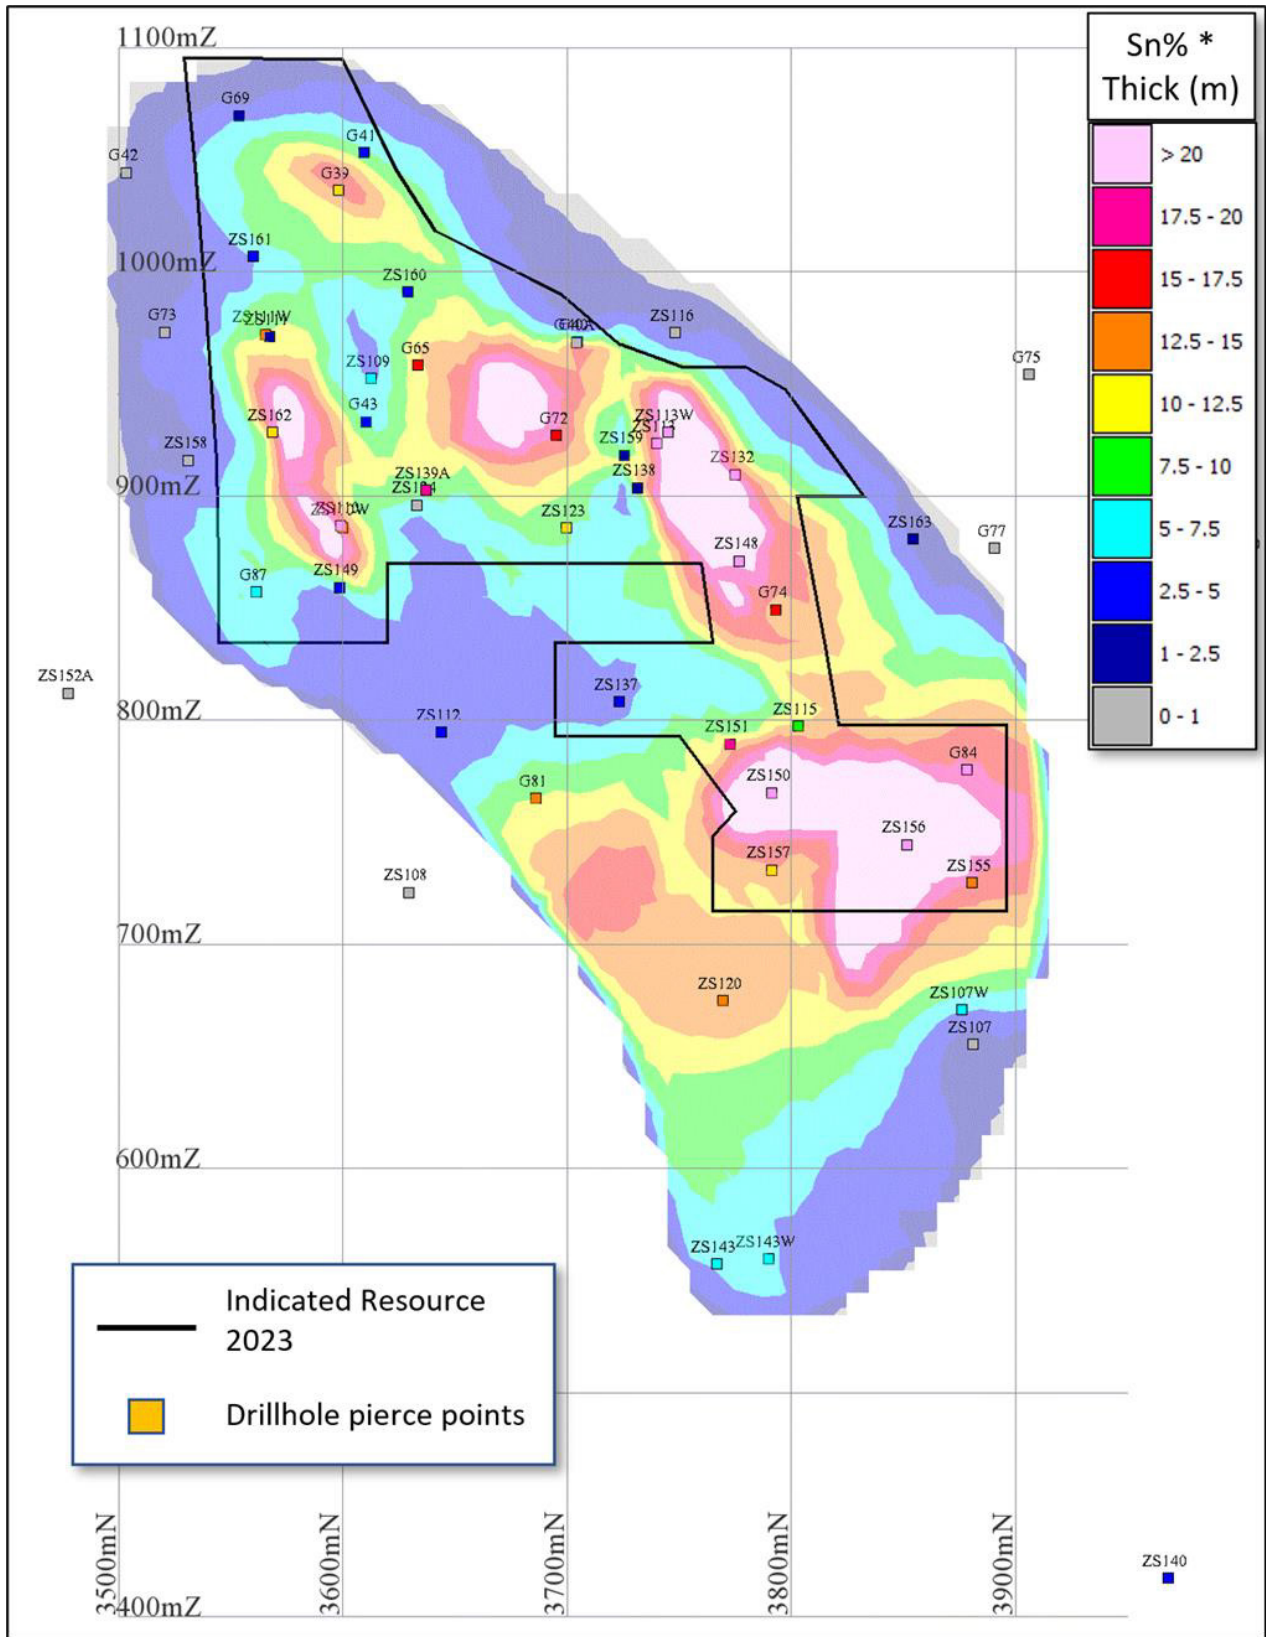 1100mZ
Sn% *
Thick (m)
G69
G41
> 20
G42
G39
17.5 - 20
ZS161
1000mZ
ZS160
15 - 17.5
G73
ZS116
12.5 - 15
G65
ZS109
G75
10 - 12.5
ZS162
G43
G72
ZS113W
ZS159
ZS158
ZS132
7.5 - 10
ZS139A
ZS138
900mZ
ZS123
ZS163
G77
5 - 7.5
ZS148
G87
ZS149
G74
2.5 - 5
ZS152A
ZS137
1 - 2.5
800mZ
ZS112
ZS115
ZS151
0 - 1
G84
G81
ZS150
ZS156
ZS108
ZS157
ZS155
700mZ
ZS120
ZS107W
ZS107
600mZ
ZS143
ZS143W
Indicated Resource
2023
Drillhole pierce points
3500mN
3600mN
3700mN
3800mN
3900mN
ZS140
400mZ